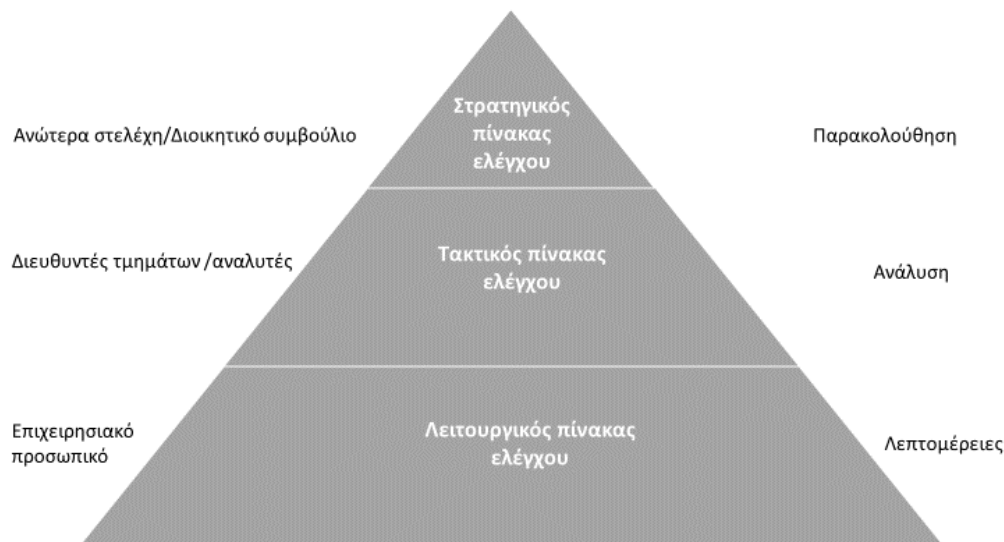 Στρατηγικός
πίνακας
ελέγχου
Ανώτερα στελέχη/Διοικητικό συμβούλιο
Παρακολούθηση
Διευθυντές τμημάτων /αναλυτές
Τακτικός πίνακας
ελέγχου
Ανάλυση
Επιχειρησιακό
προσωπικό
Λειτουργικός πίνακας
ελέγχου
Λεπτομέρειες